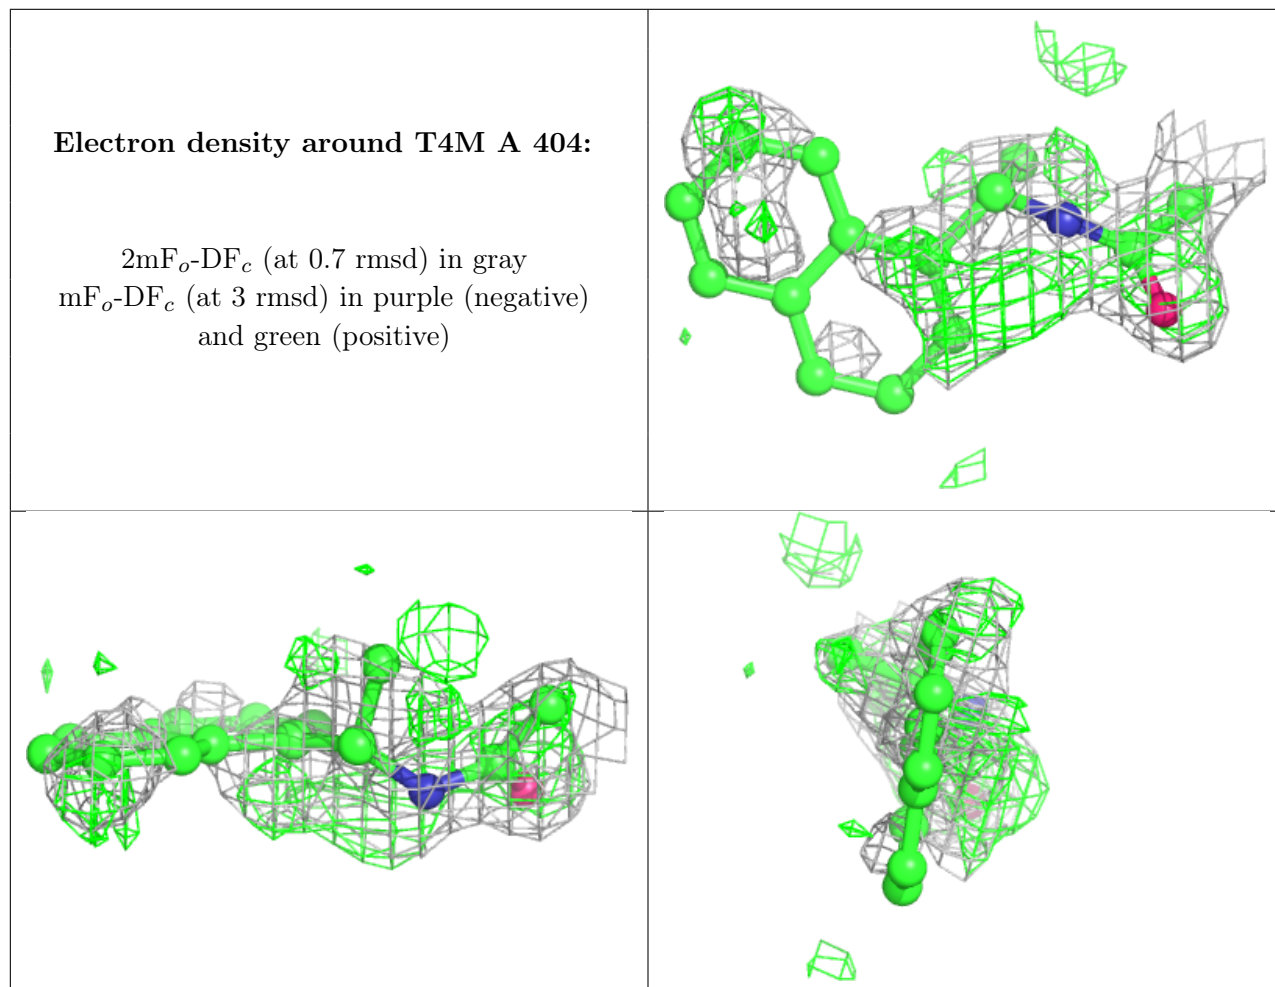 Electron density around T4M A 404:
2mFo-DFc (at 0.7 rmsd) in gray
mFo-DFc (at 3 rmsd) in purple (negative)
and green (positive)